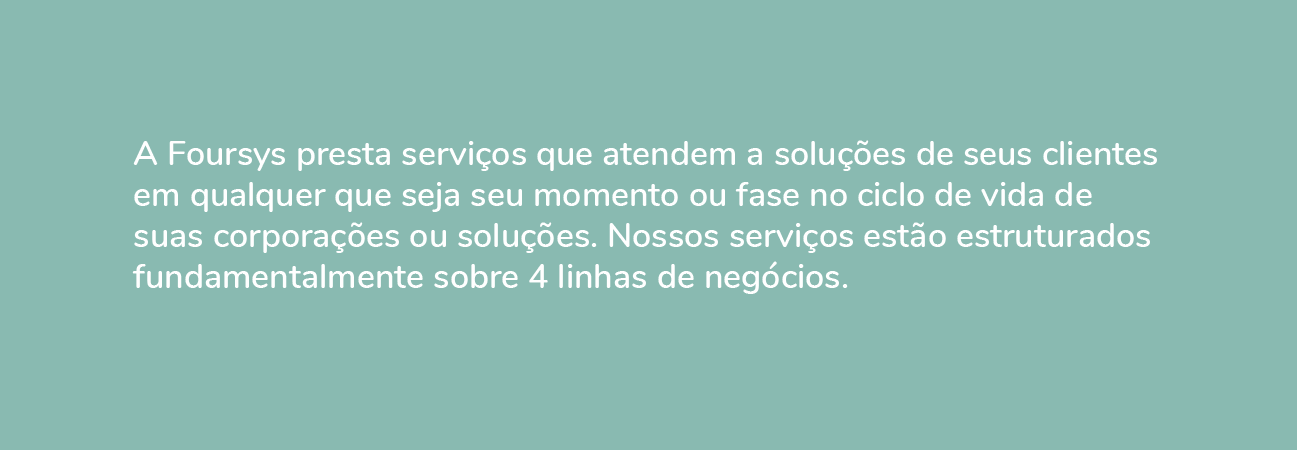 A Foursys presta serviços que atendem a soluções de seus clientes
em qualquer que seja seu momento ou fase no ciclo de vida de
suas corporações ou soluções. Nossos serviços estão estruturados
fundamentalmente sobre 4 linhas de negócios.